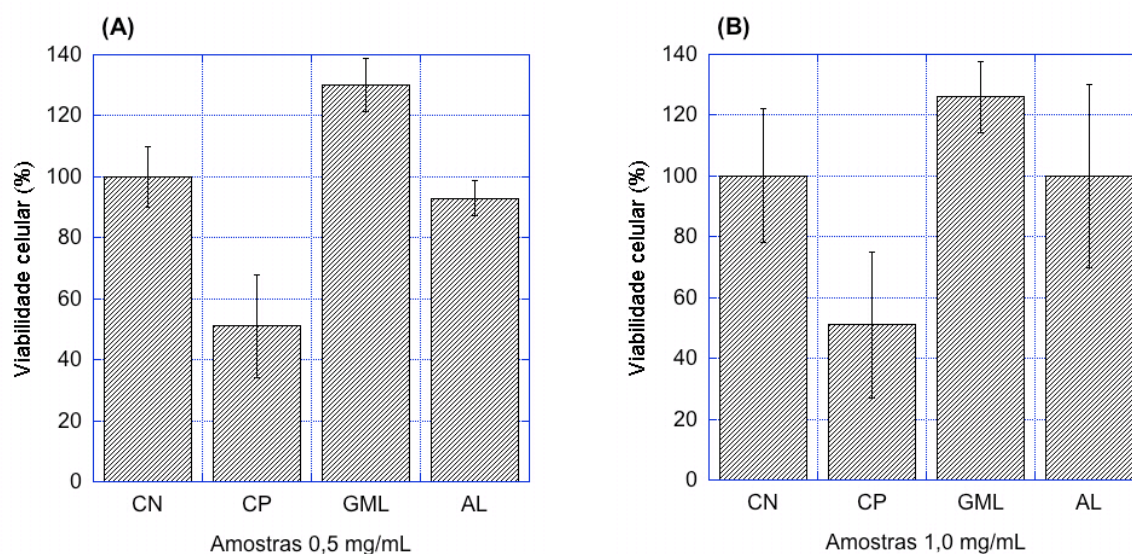 (A)
140
120
100
80
60
40
20
0
Viabilidade celular (%)
CN CP GML AL
Amostras 0,5 mg/mL
(B)
140
120
100
80
60
40
20
0
Viabilidade celular (%)
CN CP GML AL
Amostras 1,0 mg/mL